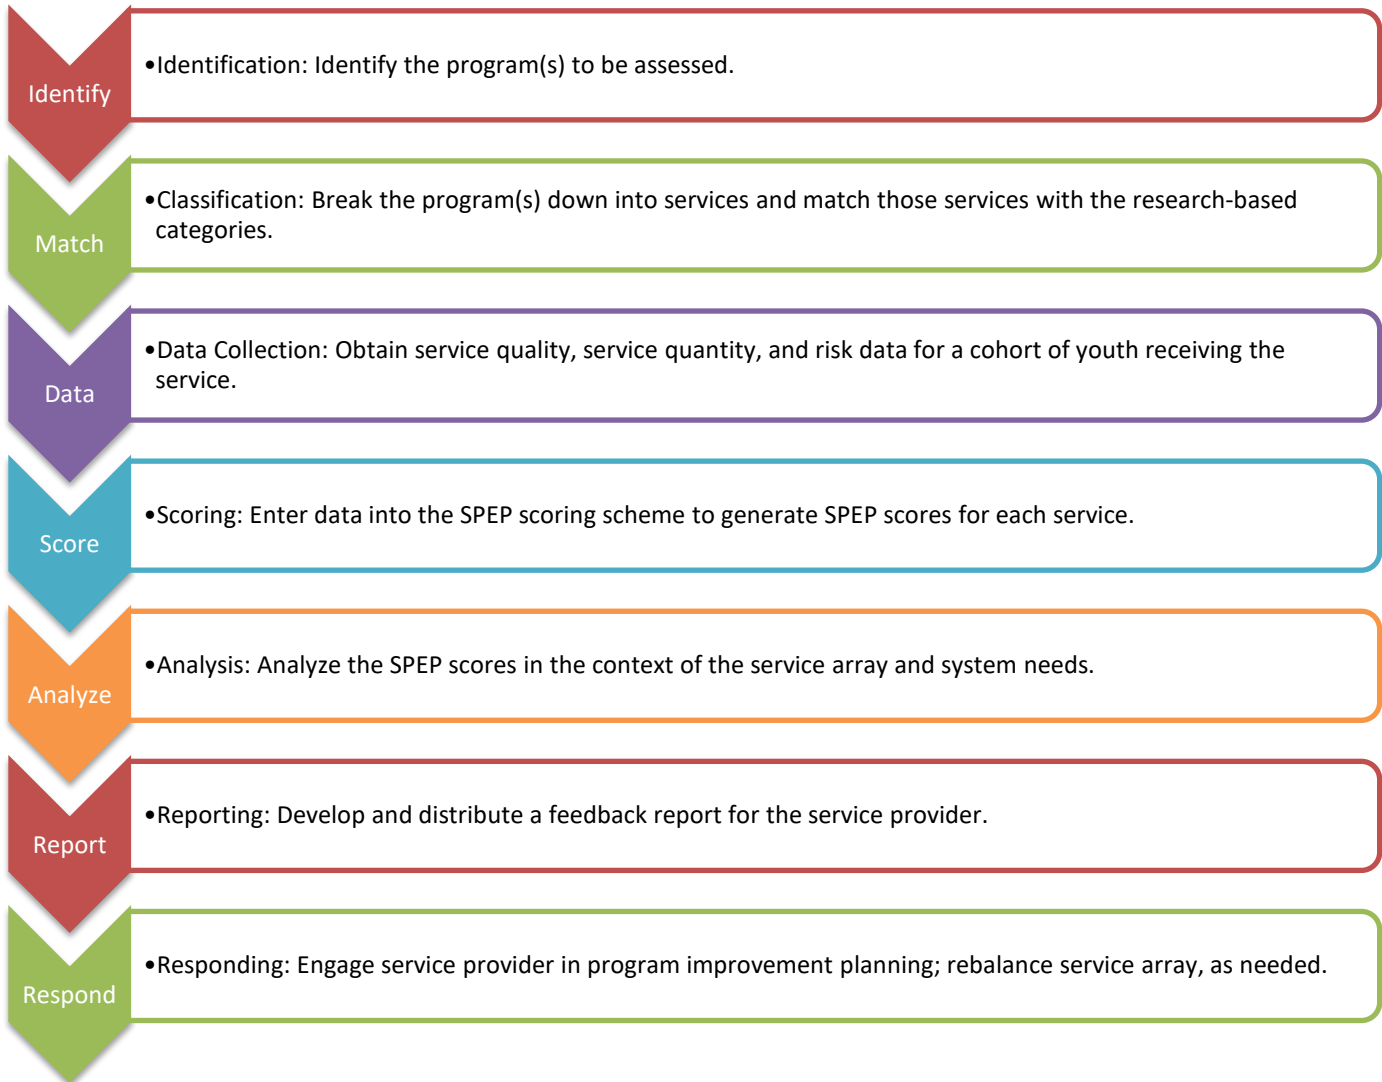 Identify
•Identification: Identify the program(s) to be assessed.
Match
•Classification: Break the program(s) down into services and match those services with the research-based
categories.
Data
•Data Collection: Obtain service quality, service quantity, and risk data for a cohort of youth receiving the
service.
Score
•Scoring: Enter data into the SPEP scoring scheme to generate SPEP scores for each service.
Analyze
•Analysis: Analyze the SPEP scores in the context of the service array and system needs.
Report
•Reporting: Develop and distribute a feedback report for the service provider.
Respond
•Responding: Engage service provider in program improvement planning; rebalance service array, as needed.